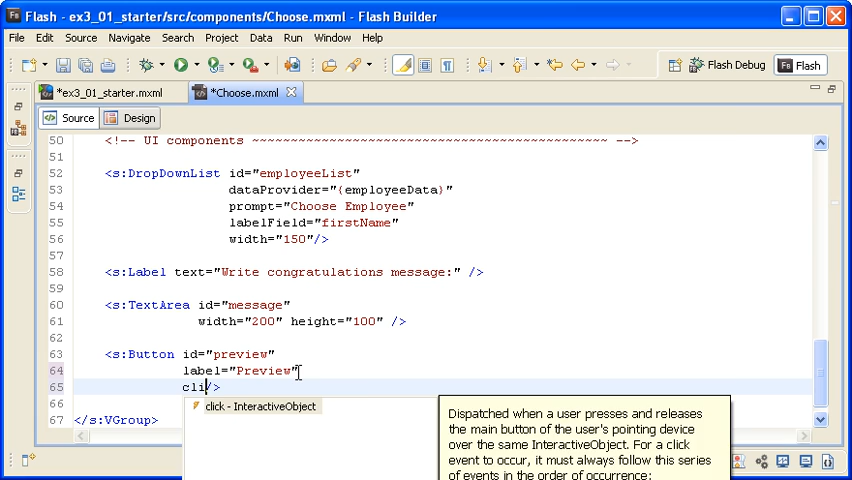 Flash - ex3_01_starter/src/components/Choose.mxml - Flash Builder
File Edit Source Navigate Search Project Data Run Window Help
Flash Debug Flash
*ex3_01_starter.mxml *Choose.mxml
Source Design
50 <!-- UI components ~~~~~~~~~~~~~~~~~~~~~~~~~~~~~~~~~~~~~~~~~~~~~~ -->
51
52 <s:DropDownList id="employeeList"
53 dataProvider="{employeeData}"
54 prompt="Choose Employee"
55 labelField="firstName"
56 width="150"/>
57
58 <s:Label text="Write congratulations message:" />
59
60 <s:TextArea id="message"
61 width="200" height="100" />
62
63 <s:Button id="preview"
64 label="Preview"
65 cli/>
66
67 </s:VGroup>
click - InteractiveObject
Dispatched when a user presses and releases
the main button of the user's pointing device
over the same InteractiveObject. For a click
event to occur, it must always follow this series
of events in the order of occurrence: